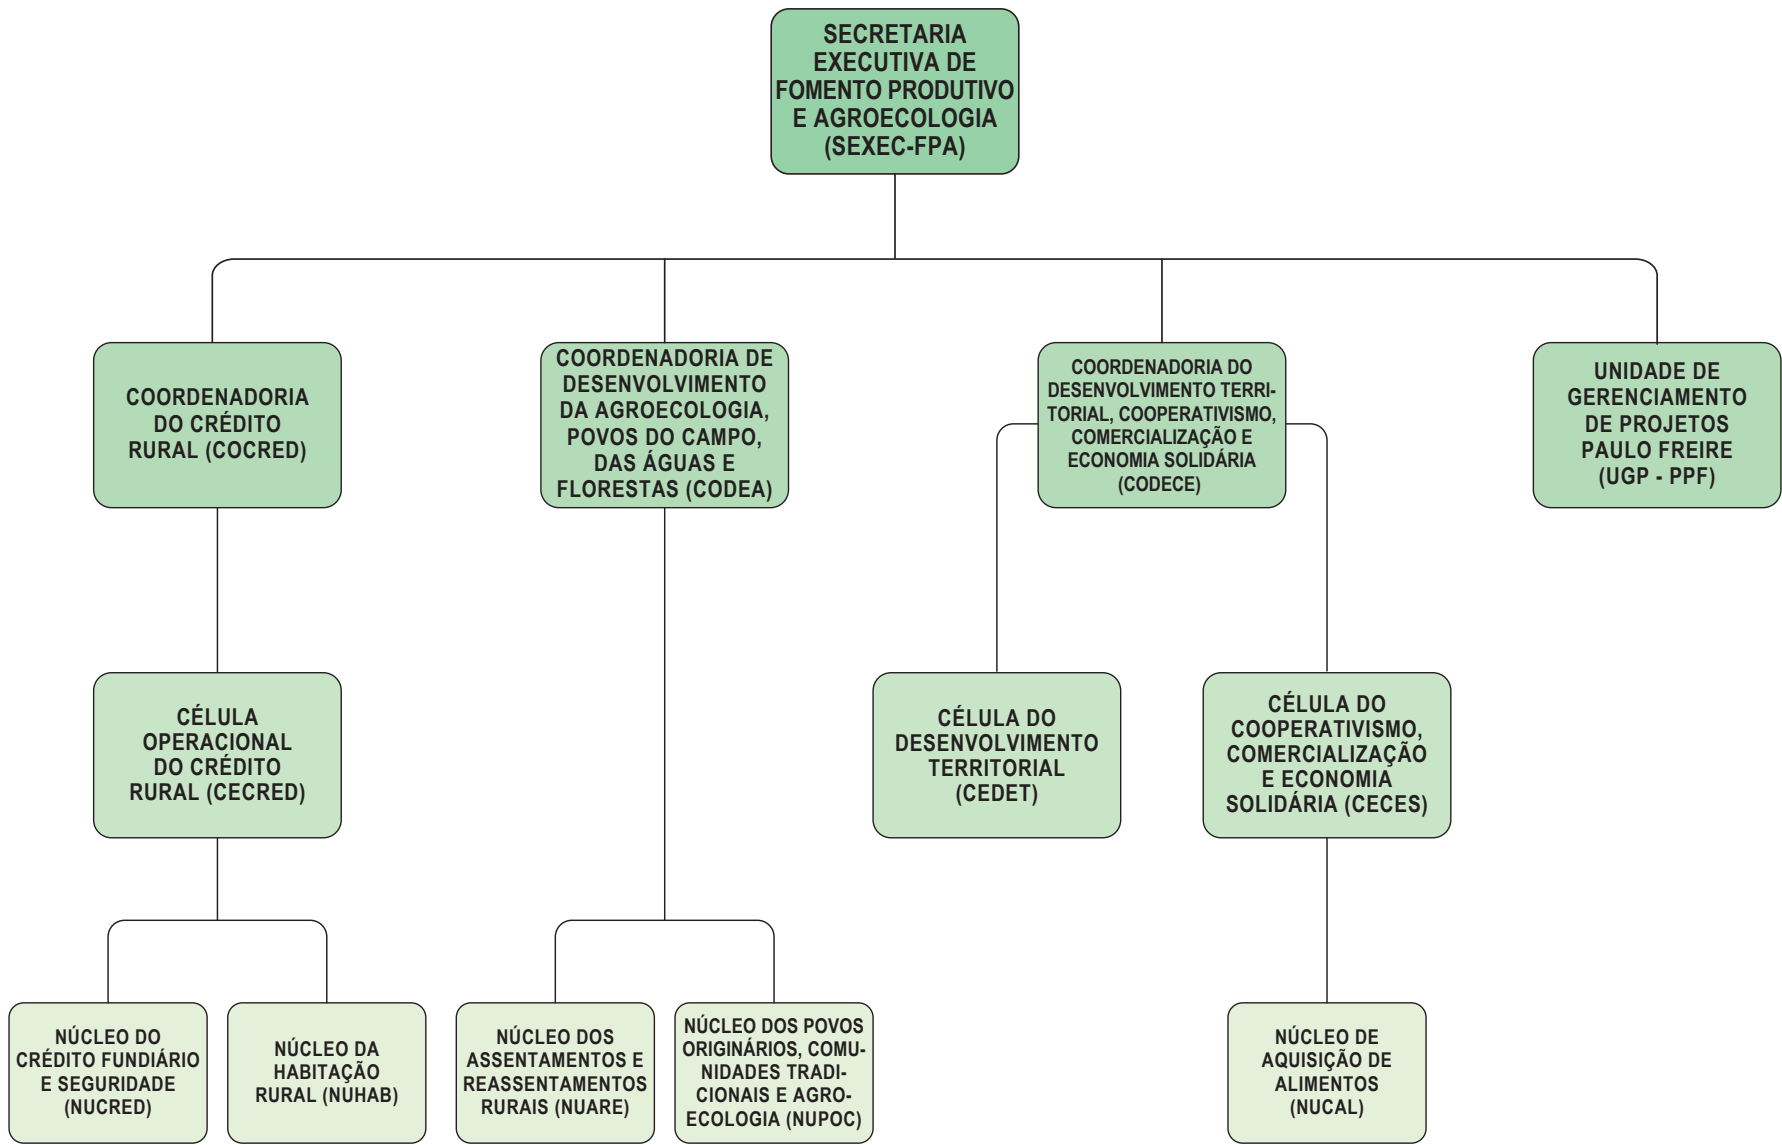 SECRETARIA
EXECUTIVA DE
FOMENTO PRODUTIVO
E AGROECOLOGIA
(SEXEC-FPA)
COORDENADORIA
DO CRÉDITO
RURAL (COCRED)
COORDENADORIA DE
DESENVOLVIMENTO
DA AGROECOLOGIA,
POVOS DO CAMPO,
DAS ÁGUAS E
FLORESTAS (CODEA)
COORDENADORIA DO
DESENVOLVIMENTO TERRI-
TORIAL, COOPERATIVISMO,
COMERCIALIZAÇÃO E
ECONOMIA SOLIDÁRIA
(CODECE)
UNIDADE DE
GERENCIAMENTO
DE PROJETOS
PAULO FREIRE
(UGP - PPF)
CÉLULA
OPERACIONAL
DO CRÉDITO
RURAL (CECRED)
CÉLULA DO
DESENVOLVIMENTO
TERRITORIAL
(CEDET)
CÉLULA DO
COOPERATIVISMO,
COMERCIALIZAÇÃO
E ECONOMIA
SOLIDÁRIA (CECES)
NÚCLEO DO
CRÉDITO FUNDIÁRIO
E SEGURIDADE
(NUCRED)
NÚCLEO DA
HABITAÇÃO
RURAL (NUHAB)
NÚCLEO DOS
ASSENTAMENTOS E
REASSENTAMENTOS
RURAIS (NUARE)
NÚCLEO DOS POVOS
ORIGINÁRIOS, COMU-
NIDADES TRADI-
CIONAIS E AGRO-
ECOLOGIA (NUPOC)
NÚCLEO DE
AQUISIÇÃO DE
ALIMENTOS
(NUCAL)